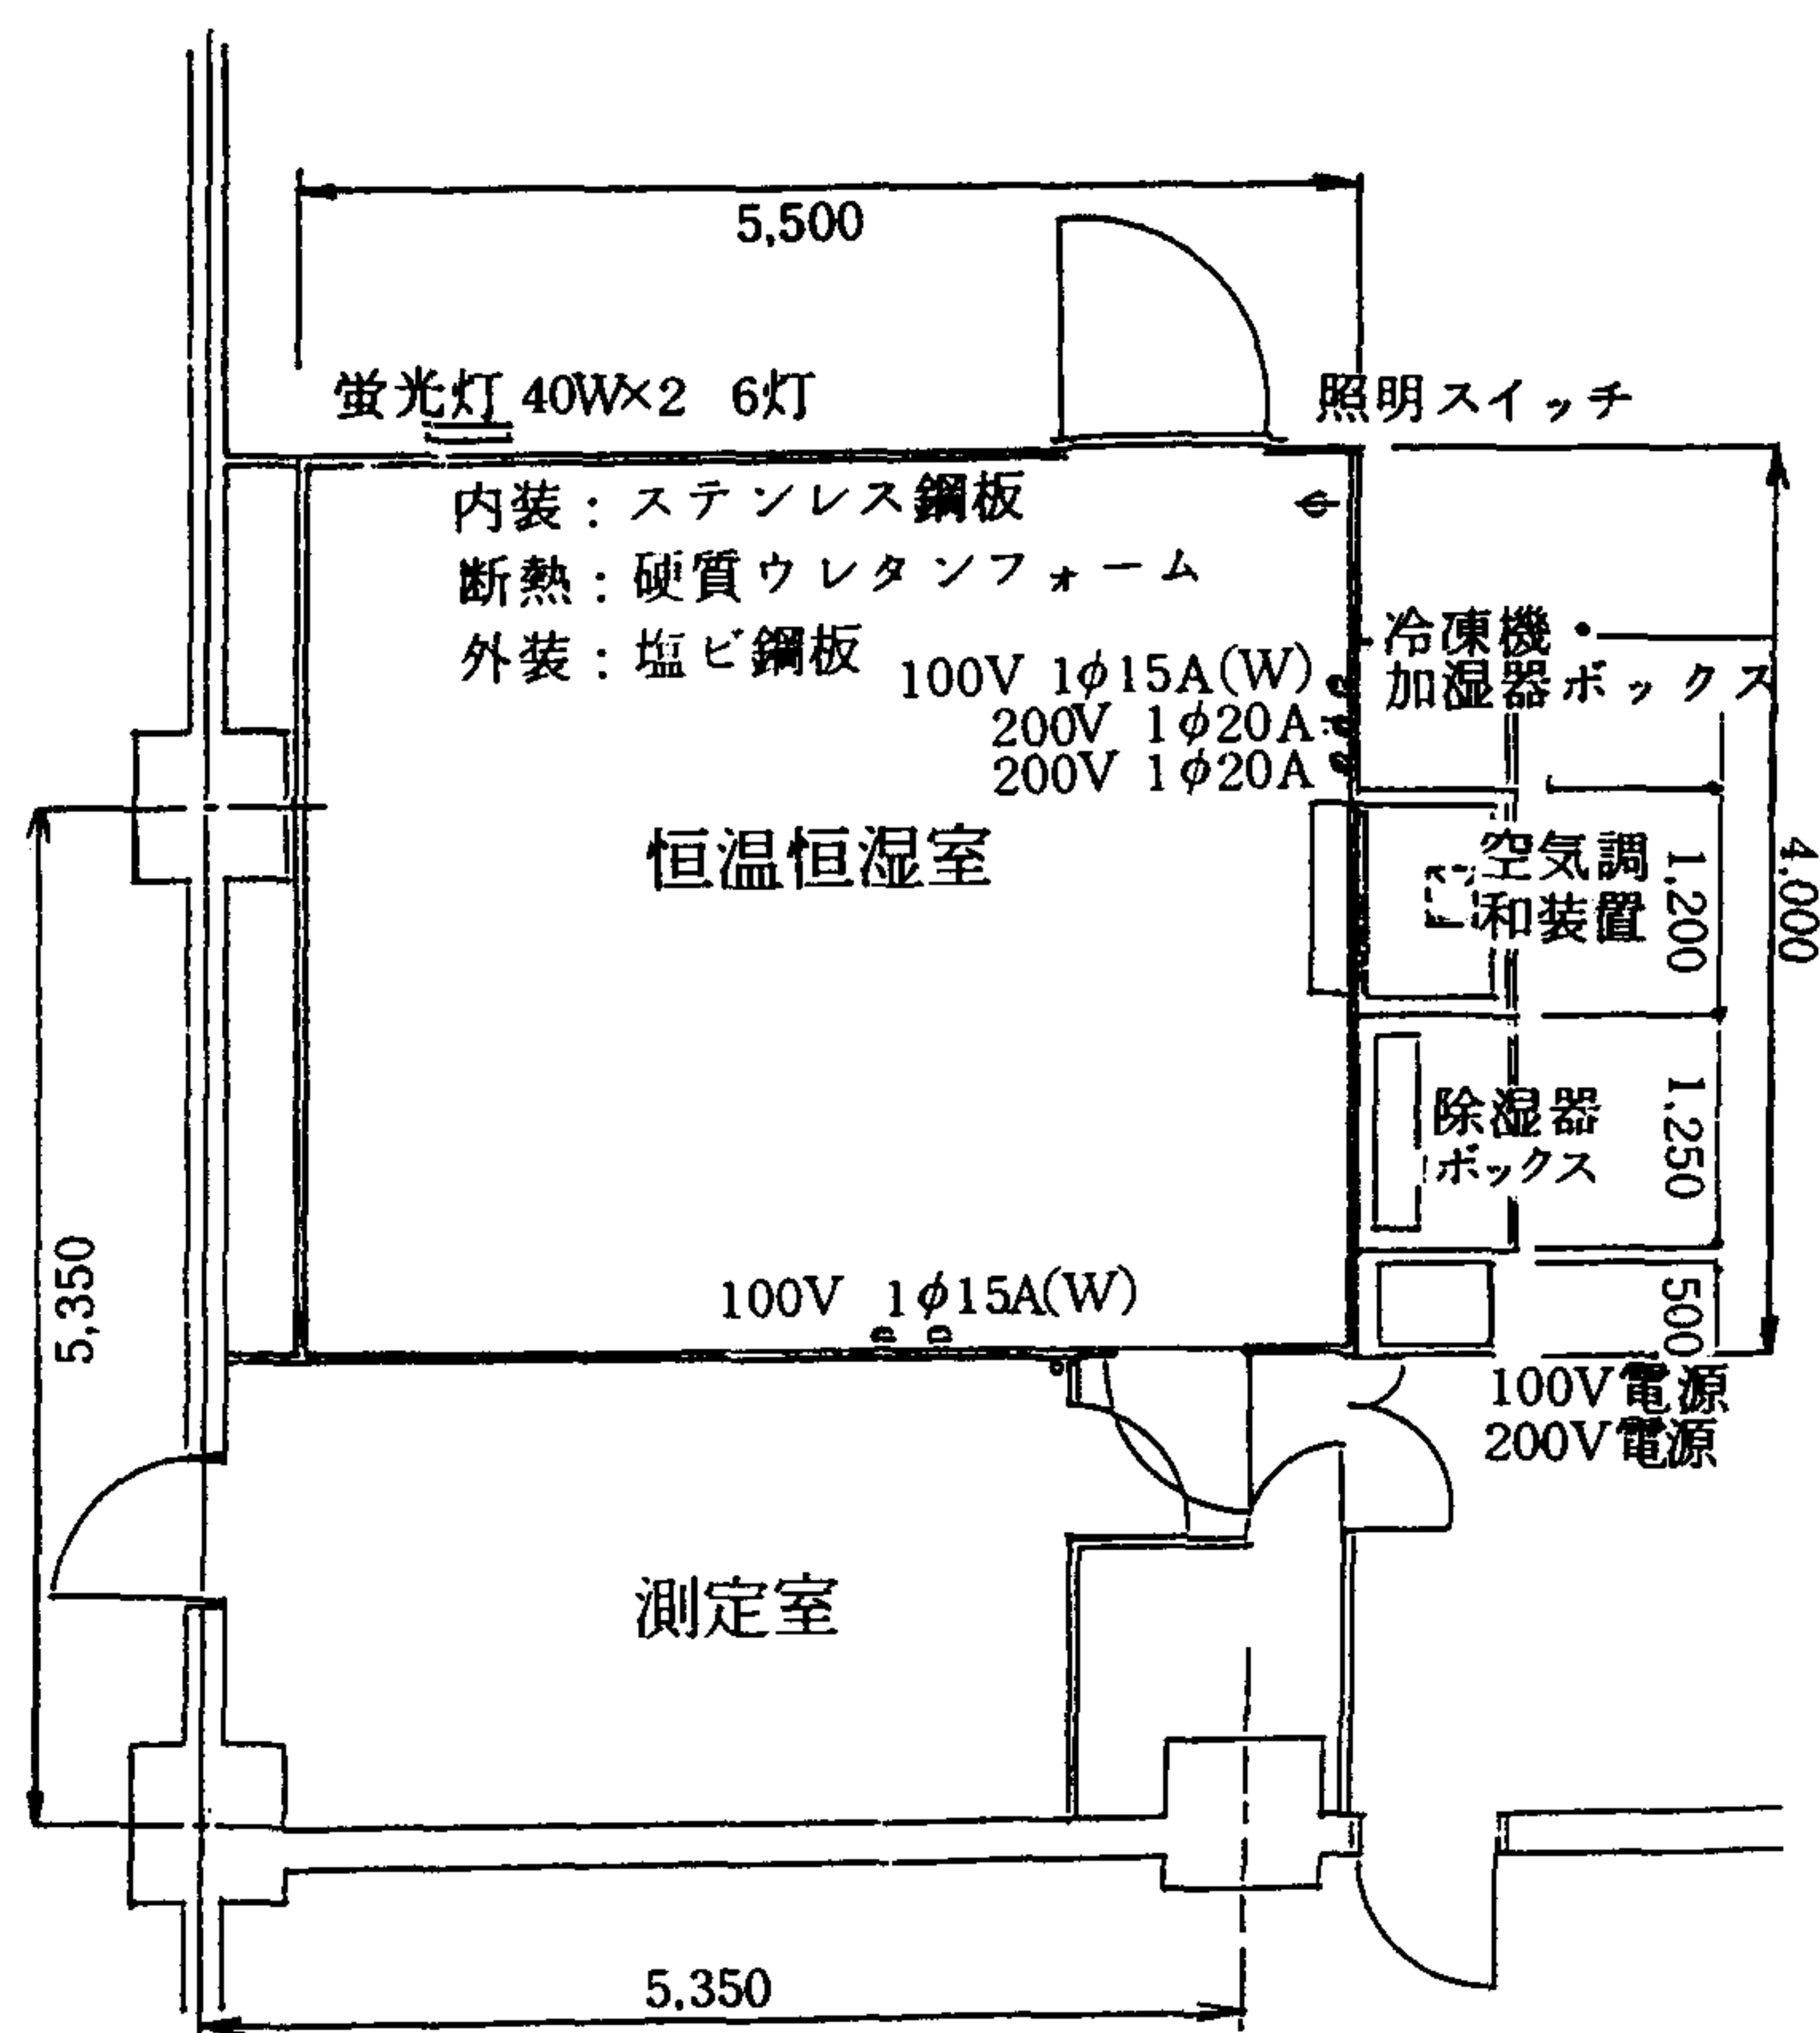 5,500
蛍光灯 40W×2 6灯
照明スイッチ
内装：ステンレス鋼板
断熱：硬質ウレタンフォーム
外装：塩ビ鋼板
冷凍機・
加湿器ボックス
100V 1φ15A(W)
200V 1φ20A
200V 1φ20A
恒温恒湿室
空気調
和装置
1,200
4,000
除湿器
ボックス
1,250
5,350
100V 1φ15A(W)
500
100V電源
200V電源
測定室
5,350